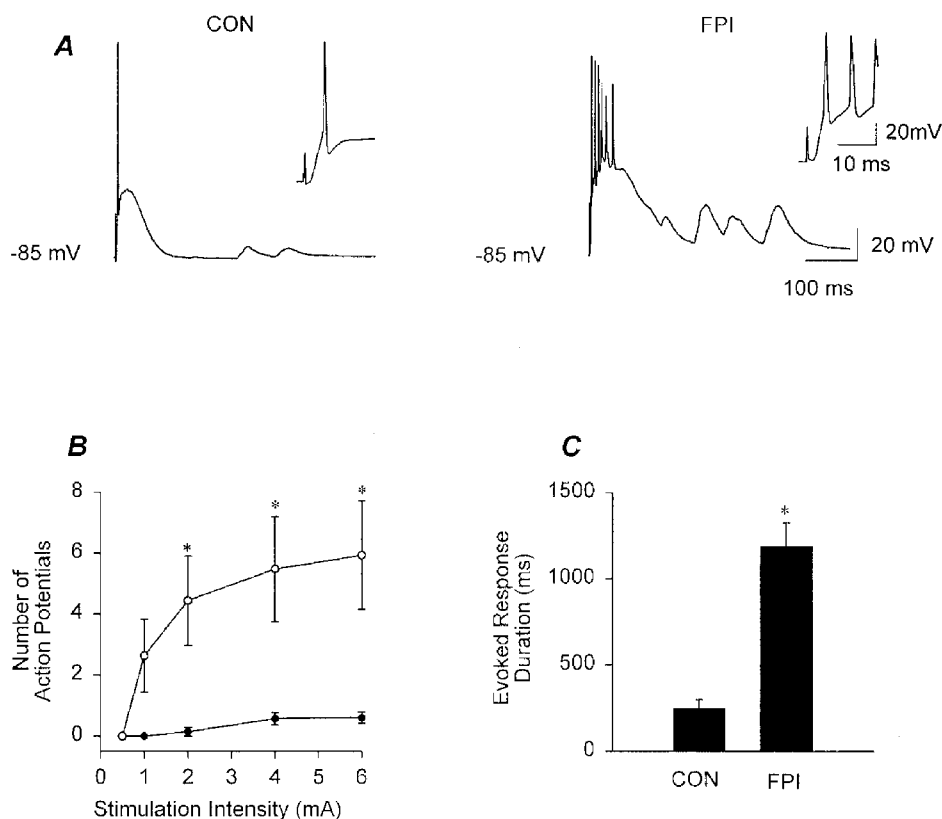 A
CON
FPI
20mV
10 ms
-85 mV
-85 mV
20 mV
100 ms
B
8
6
4
2
0
*
*
*
Number of
Action Potentials
0
1
2
3
4
5
6
Stimulation Intensity (mA)
C
1500
1000
500
0
*
Evoked Response
Duration (ms)
CON
FPI